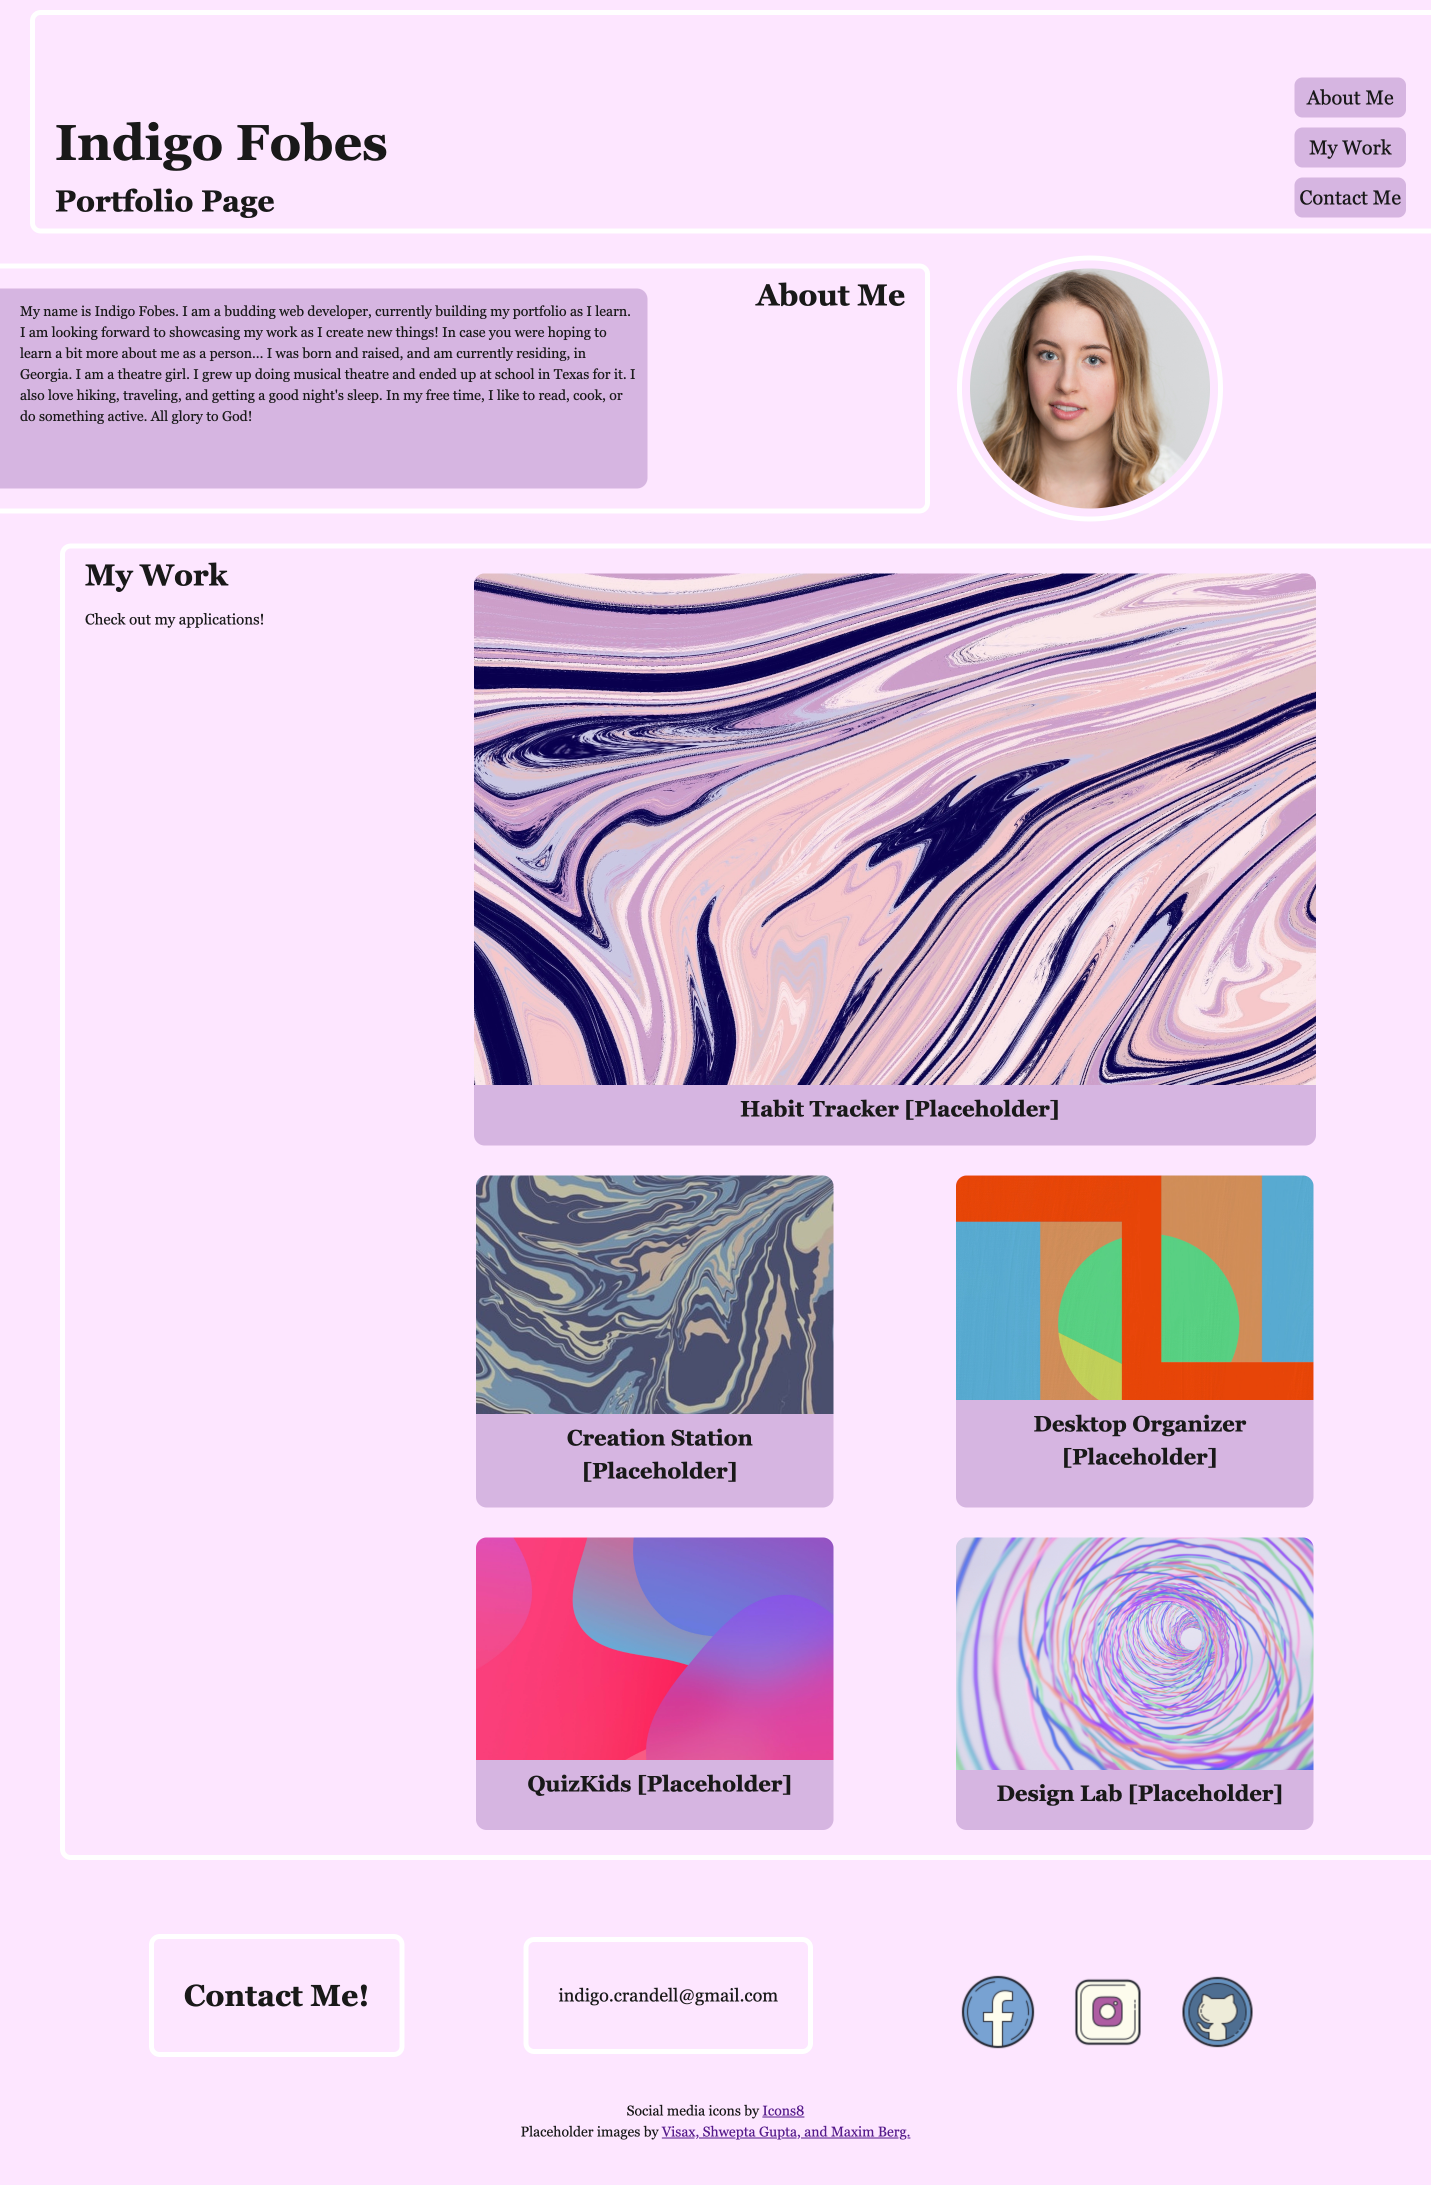 Indigo Fobes
Portfolio Page
About Me
My Work
Contact Me
My name is Indigo Fobes. I am a budding web developer, currently building my portfolio as I learn.
I am looking forward to showcasing my work as I create new things! In case you were hoping to
learn a bit more about me as a person... I was born and raised, and am currently residing, in
Georgia. I am a theatre girl. I grew up doing musical theatre and ended up at school in Texas for it. I
also love hiking, traveling, and getting a good night's sleep. In my free time, I like to read, cook, or
do something active. All glory to God!
About Me
My Work
Check out my applications!
Habit Tracker [Placeholder]
Creation Station
[Placeholder]
Desktop Organizer
[Placeholder]
QuizKids [Placeholder]
Design Lab [Placeholder]
Contact Me!
indigo.crandell@gmail.com
Social media icons by Icons8
Placeholder images by Visax, Shwepta Gupta, and Maxim Berg.